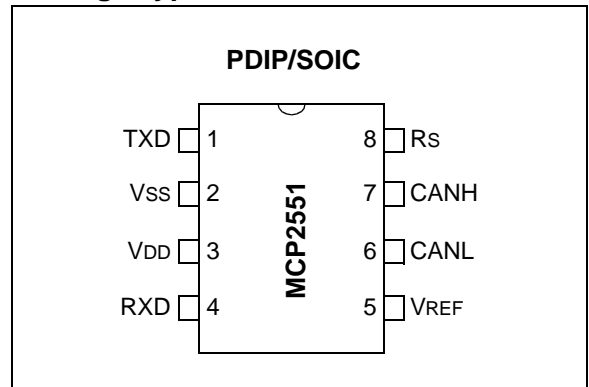 PDIP/SOIC
TXD 1 8 RS
VSS 2 7 CANH
VDD 3 6 CANL
RXD 4 5 VREF
MCP2551